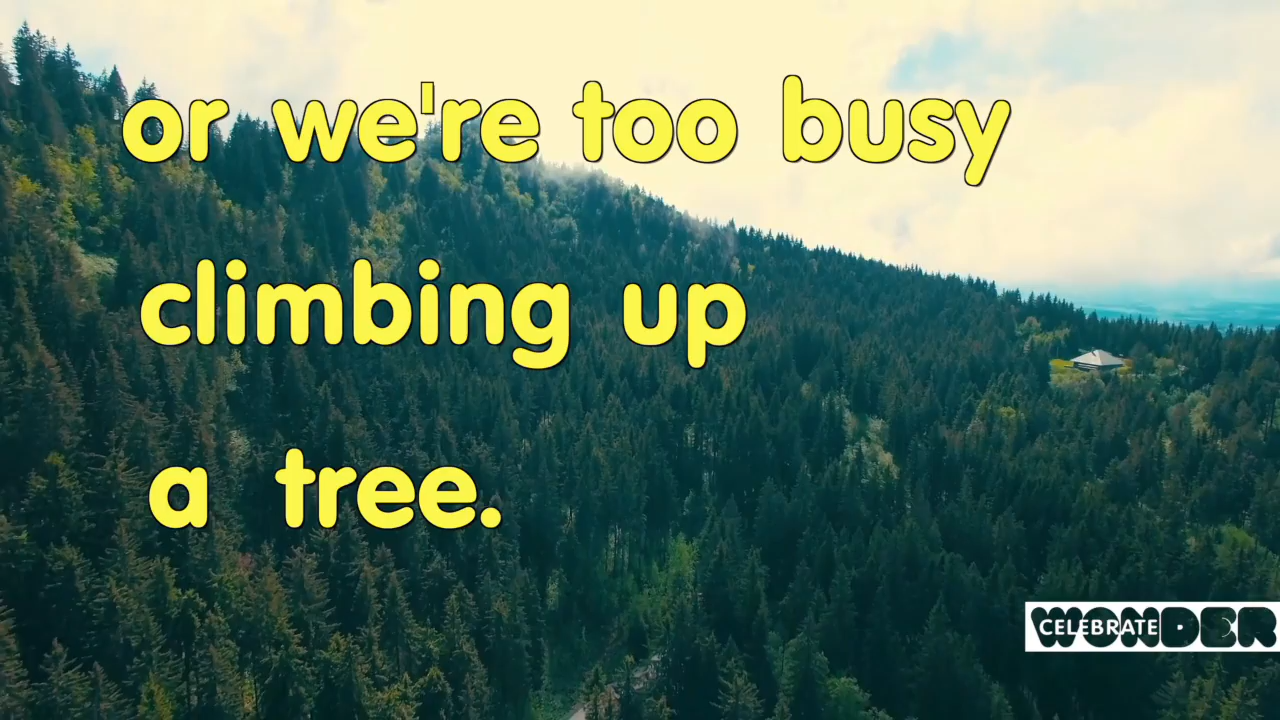 or we're too busy
climbing up
a tree.
CELEBRATE WONDER